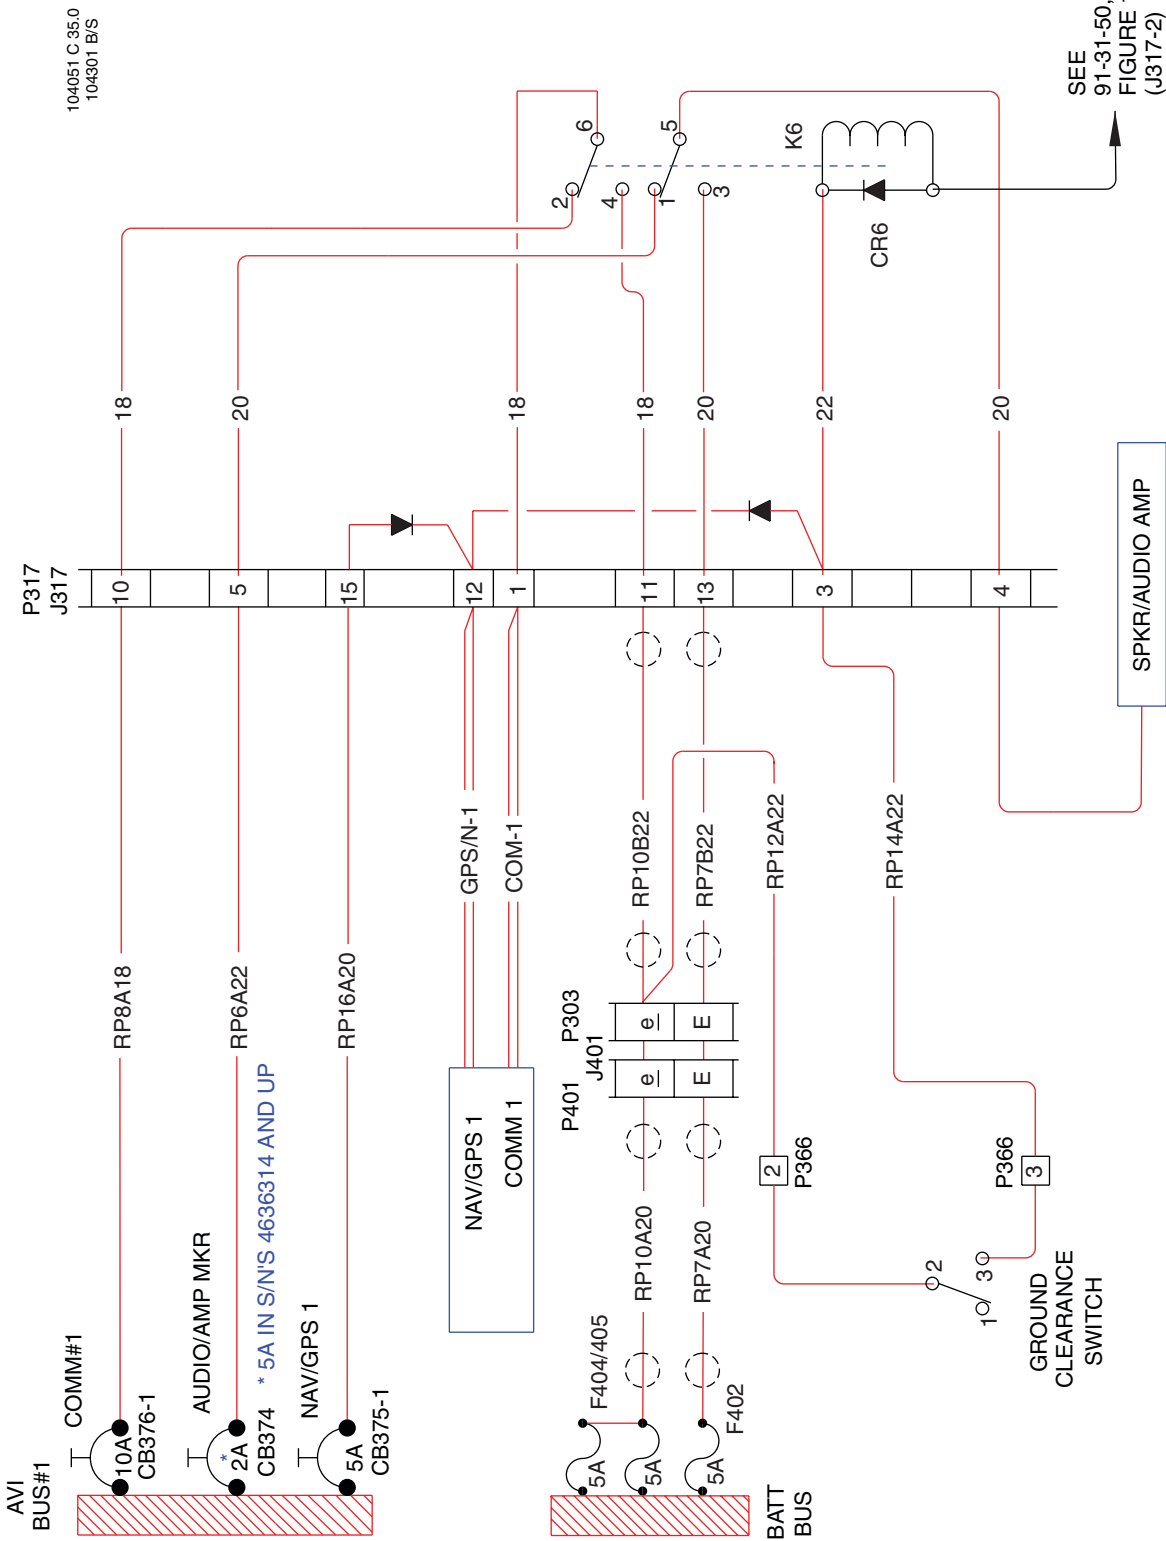 104051 C 35.0
104301 B/S
AVI
BUS#1
COMM#1
10A
CB376-1
RP8A18
P317
J317
10
18
AUDIO/AMP MKR
*
2A
CB374
* 5A IN S/N'S 4636314 AND UP
RP6A22
5
20
NAV/GPS 1
5A
CB375-1
RP16A20
15
NAV/GPS 1
COMM 1
GPS/N-1
COM-1
12
1
18
2
6
4
1
5
3
BATT
BUS
5A
5A
5A
F404/405
F402
RP10A20
RP7A20
P401
J401
P303
e
E
e
E
RP10B22
RP7B22
11
13
18
20
RP12A22
2
P366
RP14A22
3
22
K6
CR6
P366
3
GROUND
CLEARANCE
SWITCH
1
2
3
4
20
SPKR/AUDIO AMP
SEE
91-31-50,
FIGURE
(J317-2)